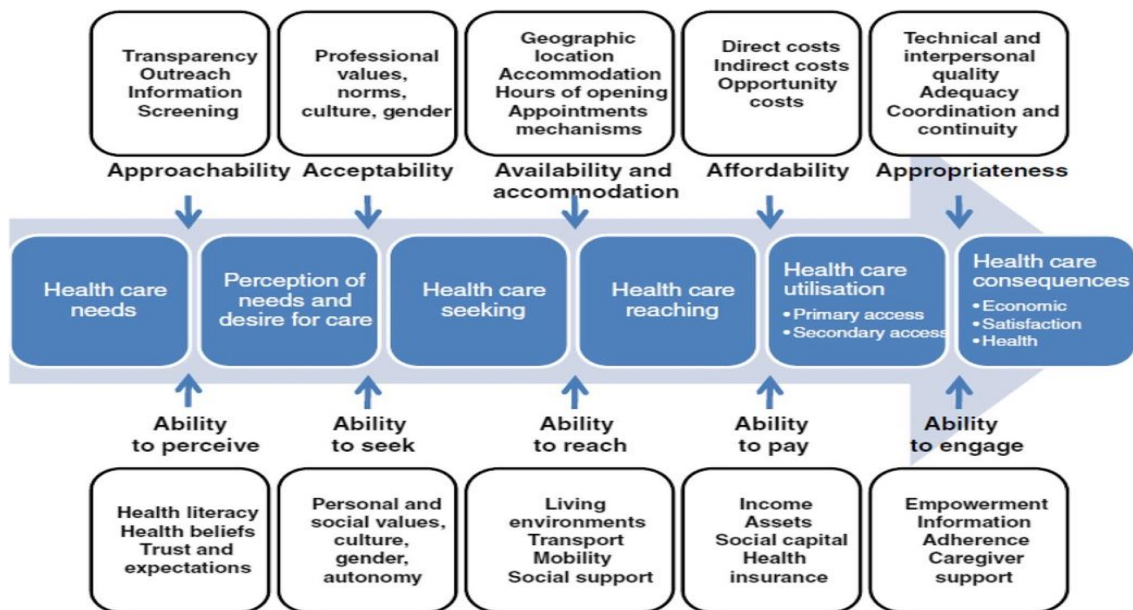 Transparency
Outreach
Information
Screening
Professional
values,
norms,
culture, gender
Geographic
location
Accommodation
Hours of opening
Appointments
mechanisms
Direct costs
Indirect costs
Opportunity
costs
Technical and
interpersonal
quality
Adequacy
Coordination and
continuity
Approachability
Acceptability
Availability and
accommodation
Affordability
Appropriateness
Health care
needs
Perception of
needs and
desire for care
Health care
seeking
Health care
reaching
Health care
utilisation
• Primary access
• Secondary access
Health care
consequences
• Economic
• Satisfaction
• Health
Ability
to perceive
Ability
to seek
Ability
to reach
Ability
to pay
Ability
to engage
Health literacy
Health beliefs
Trust and
expectations
Personal and
social values,
culture,
gender,
autonomy
Living
environments
Transport
Mobility
Social support
Income
Assets
Social capital
Health
insurance
Empowerment
Information
Adherence
Caregiver
support